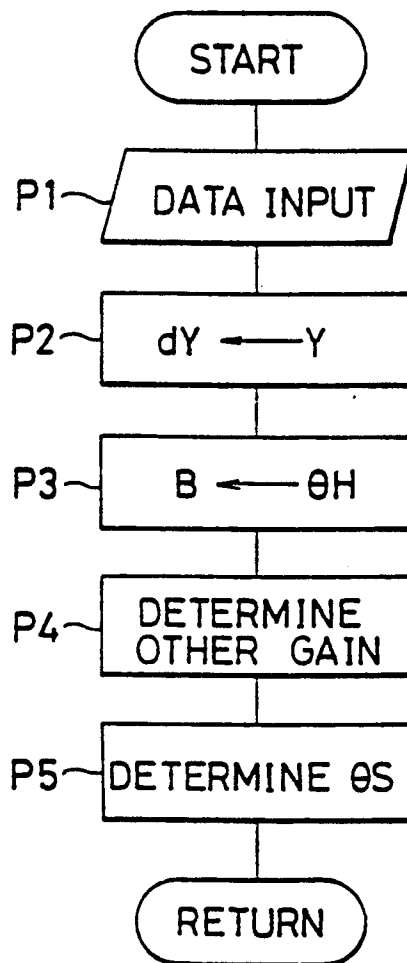 START
P1 DATA INPUT
P2 dY ← Y
P3 B ← θH
P4 DETERMINE
OTHER GAIN
P5 DETERMINE θS
RETURN